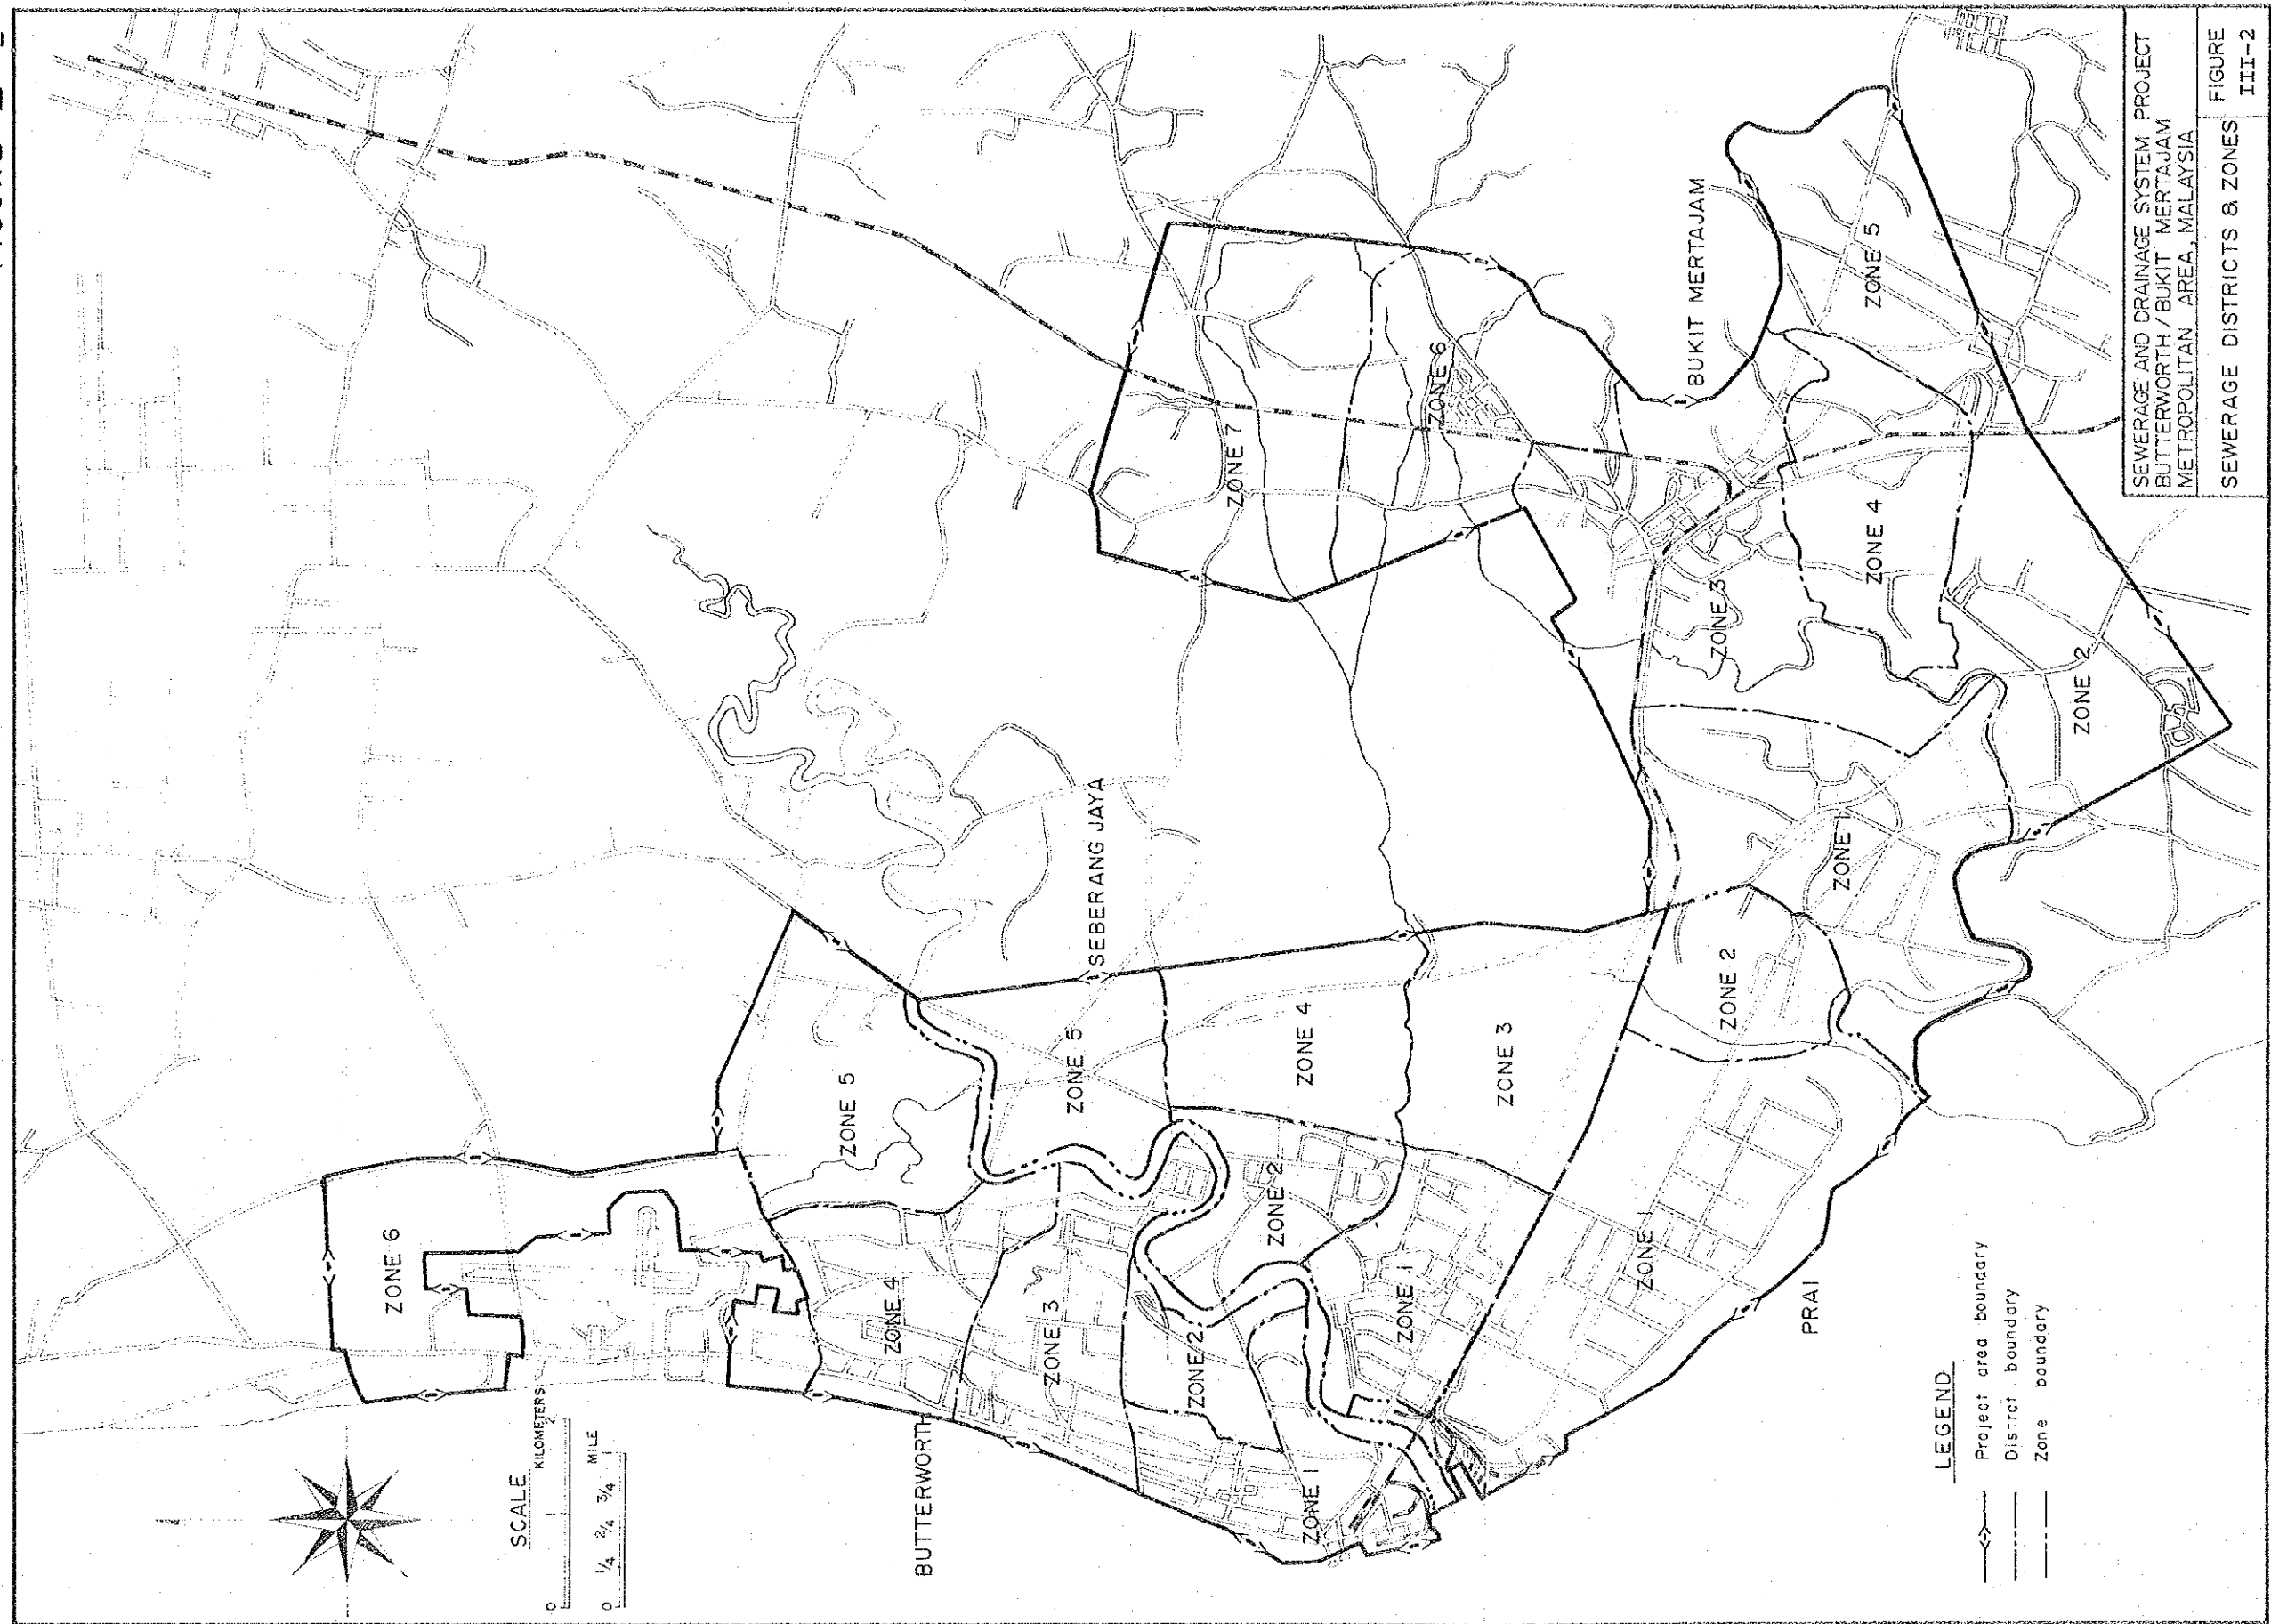 SEWERAGE AND DRAINAGE SYSTEM PROJECT
BUTTERWORTH / BUKIT MERTAJAM
METROPOLITAN AREA, MALAYSIA
SEWERAGE DISTRICTS & ZONES
FIGURE
III-2
SCALE
KILOMETERS
0 1 2
MILE
0 1/4 2/4 3/4 1
BUTTERWORTH
ZONE 6
ZONE 5
ZONE 4
ZONE 3
ZONE 2
ZONE 1
SEBERANG JAYA
ZONE 5
ZONE 4
ZONE 3
ZONE 2
ZONE 1
PRAI
ZONE 2
ZONE 1
BUKIT MERTAJAM
ZONE 7
ZONE 6
ZONE 5
ZONE 4
ZONE 3
ZONE 2
ZONE 1
LEGEND
Project area boundary
Distrct boundary
Zone boundary